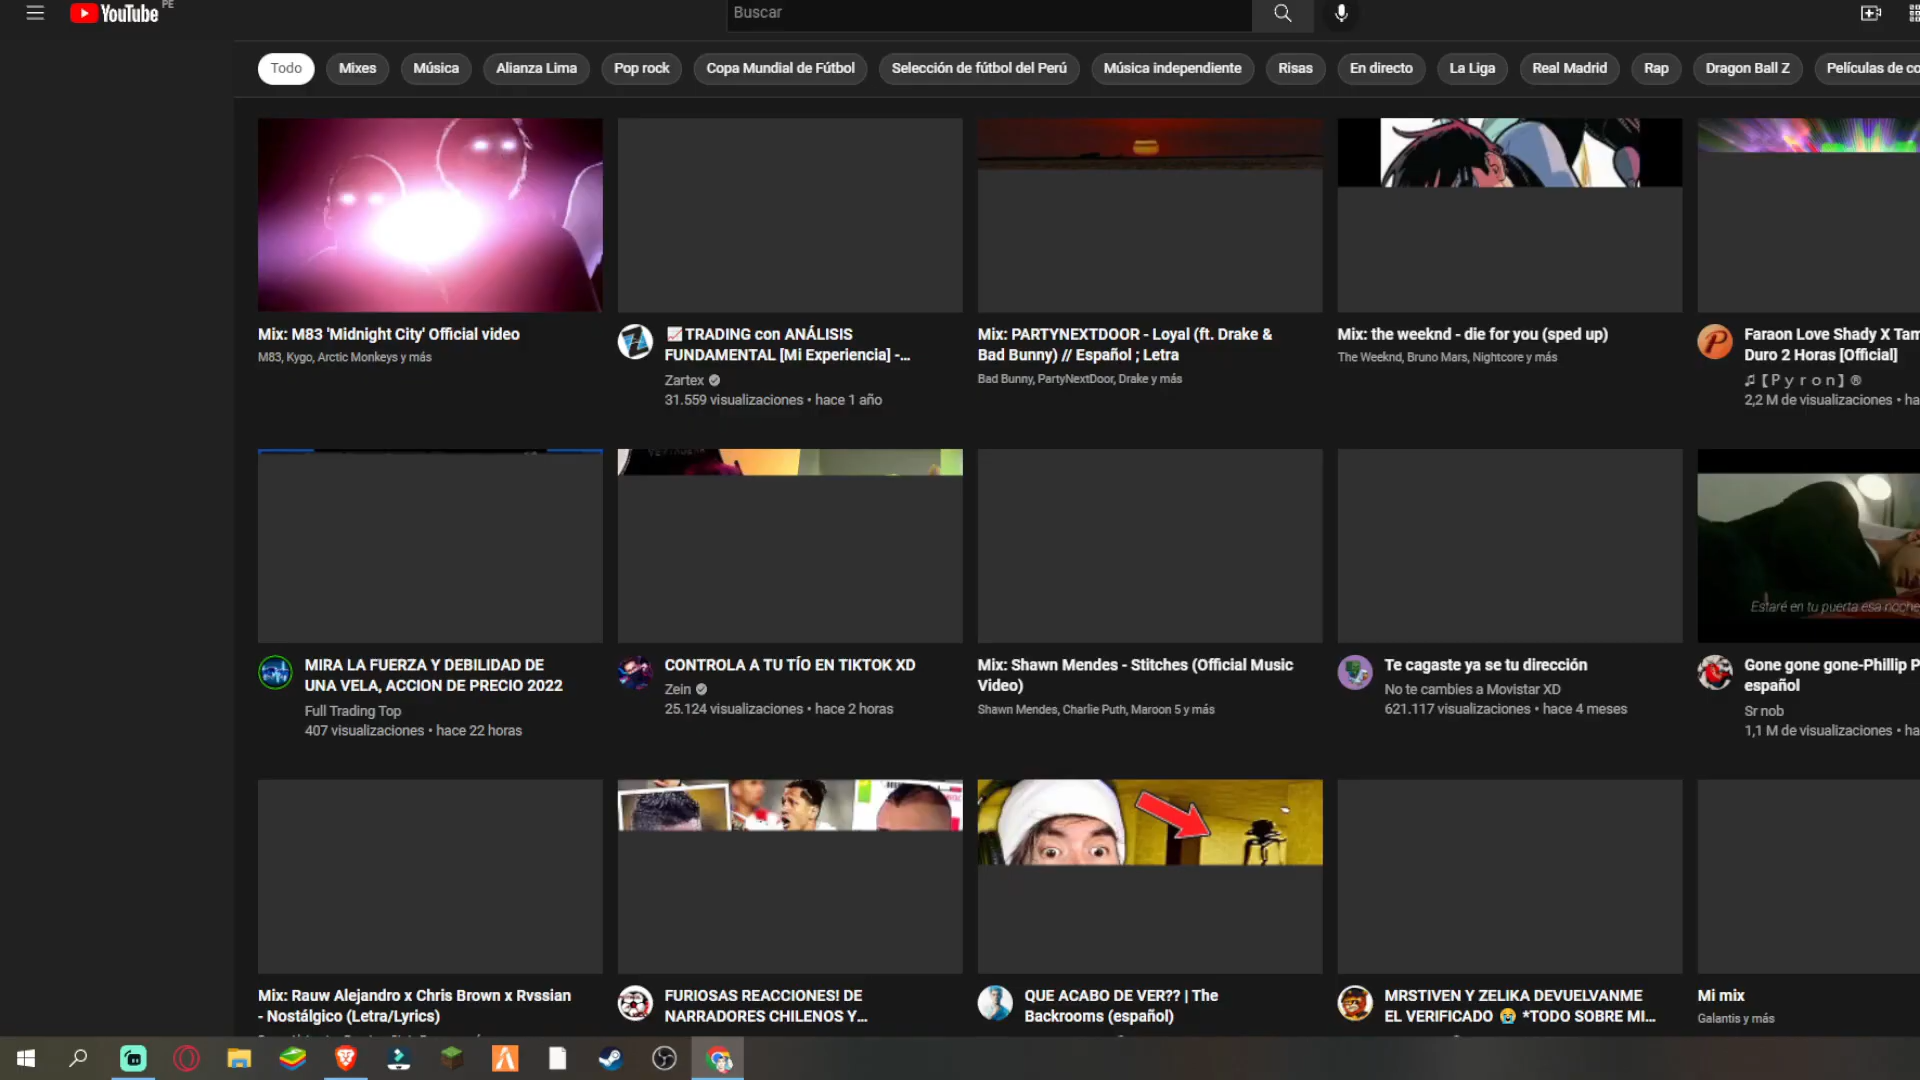 YouTube PE
Buscar
Todo
Mixes
Música
Alianza Lima
Pop rock
Copa Mundial de Fútbol
Selección de fútbol del Perú
Música independiente
Risas
En directo
La Liga
Real Madrid
Rap
Dragon Ball Z
Películas de co
Mix: M83 'Midnight City' Official video
M83, Kygo, Arctic Monkeys y más
📈TRADING con ANÁLISIS
FUNDAMENTAL [Mi Experiencia] -...
Zartex
31.559 visualizaciones • hace 1 año
Mix: PARTYNEXTDOOR - Loyal (ft. Drake &
Bad Bunny) // Español ; Letra
Bad Bunny, PartyNextDoor, Drake y más
Mix: the weeknd - die for you (sped up)
The Weeknd, Bruno Mars, Nightcore y más
Faraon Love Shady X Tam
Duro 2 Horas [Official]
♫【P y r o n】®
2,2 M de visualizaciones • ha
MIRA LA FUERZA Y DEBILIDAD DE
UNA VELA, ACCION DE PRECIO 2022
Full Trading Top
407 visualizaciones • hace 22 horas
CONTROLA A TU TÍO EN TIKTOK XD
Zein
25.124 visualizaciones • hace 2 horas
Mix: Shawn Mendes - Stitches (Official Music
Video)
Shawn Mendes, Charlie Puth, Maroon 5 y más
Te cagaste ya se tu dirección
No te cambies a Movistar XD
621.117 visualizaciones • hace 4 meses
Estaré en tu puerta esa noche
Gone gone gone-Phillip P
español
Sr nob
1,1 M de visualizaciones • ha
Mix: Rauw Alejandro x Chris Brown x Rvssian
- Nostálgico (Letra/Lyrics)
FURIOSAS REACCIONES! DE
NARRADORES CHILENOS Y...
QUE ACABO DE VER?? | The
Backrooms (español)
MRSTIVEN Y ZELIKA DEVUELVANME
EL VERIFICADO 😭 *TODO SOBRE MI...
Mi mix
Galantis y más